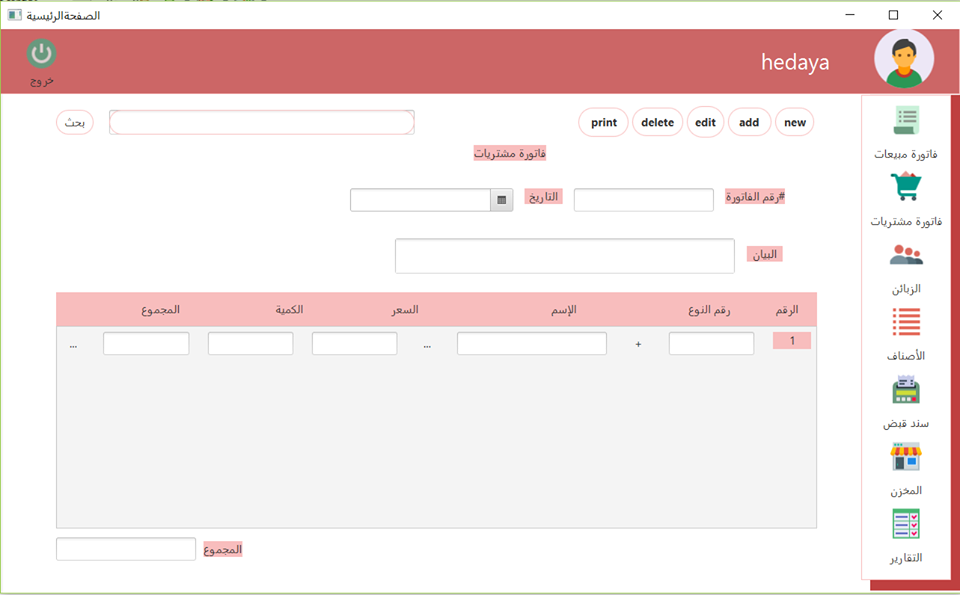 الصفحةالرئيسية
hedaya
خروج
new add edit delete print
بحث
فاتورة مشتريات
#رقم الفاتورة
التاريخ
البيان
الرقم رقم النوع الإسم السعر الكمية المجموع
1 + ... ...
المجموع
فاتورة مبيعات
فاتورة مشتريات
الزبائن
الأصناف
سند قبض
المخزن
التقارير